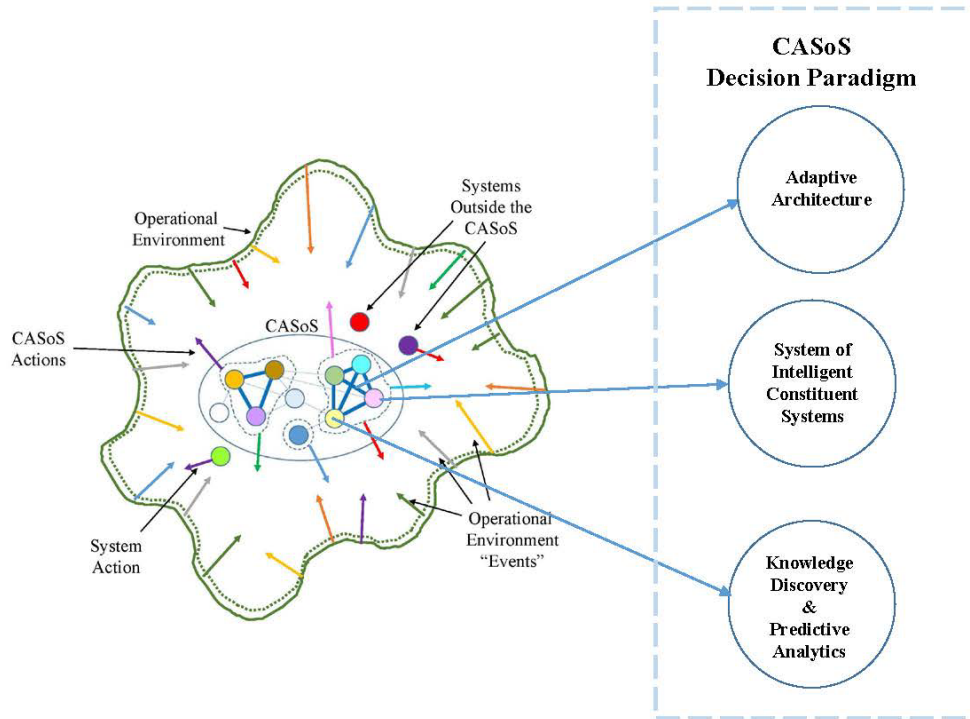 CASoS
Decision Paradigm
Adaptive
Architecture
System of
Intelligent
Constituent
Systems
Knowledge
Discovery
&
Predictive
Analytics
Systems
Outside the
CASoS
Operational
Environment
CASoS
CASoS
Actions
System
Action
Operational
Environment
“Events”